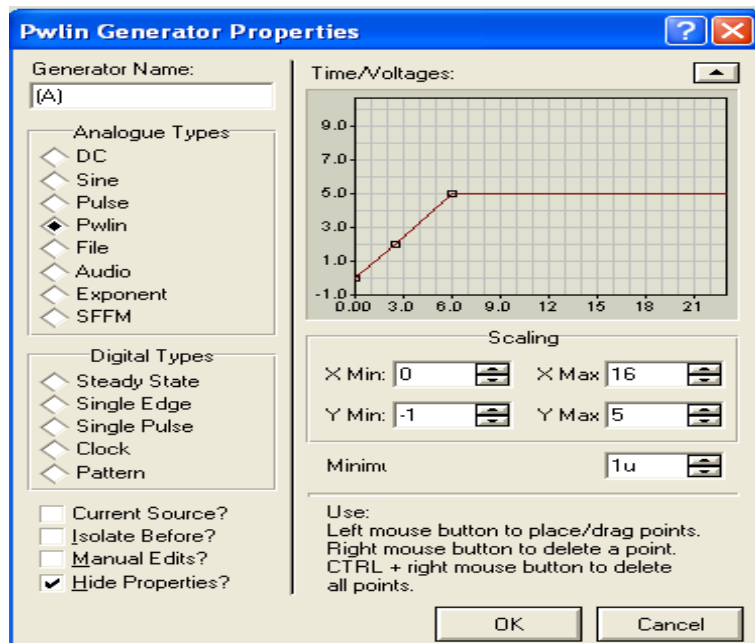 Pwlin Generator Properties
Generator Name:
(A)
Analogue Types
DC
Sine
Pulse
Pwlin
File
Audio
Exponent
SFFM
Digital Types
Steady State
Single Edge
Single Pulse
Clock
Pattern
Current Source?
Isolate Before?
Manual Edits?
Hide Properties?
Time/Voltages:
9.0
7.0
5.0
3.0
1.0
-1.0
0.00 3.0 6.0 9.0 12 15 18 21
Scaling
X Min: 0 X Max 16
Y Min: -1 Y Max 5
Minimu 1u
Use:
Left mouse button to place/drag points.
Right mouse button to delete a point.
CTRL + right mouse button to delete
all points.
OK Cancel